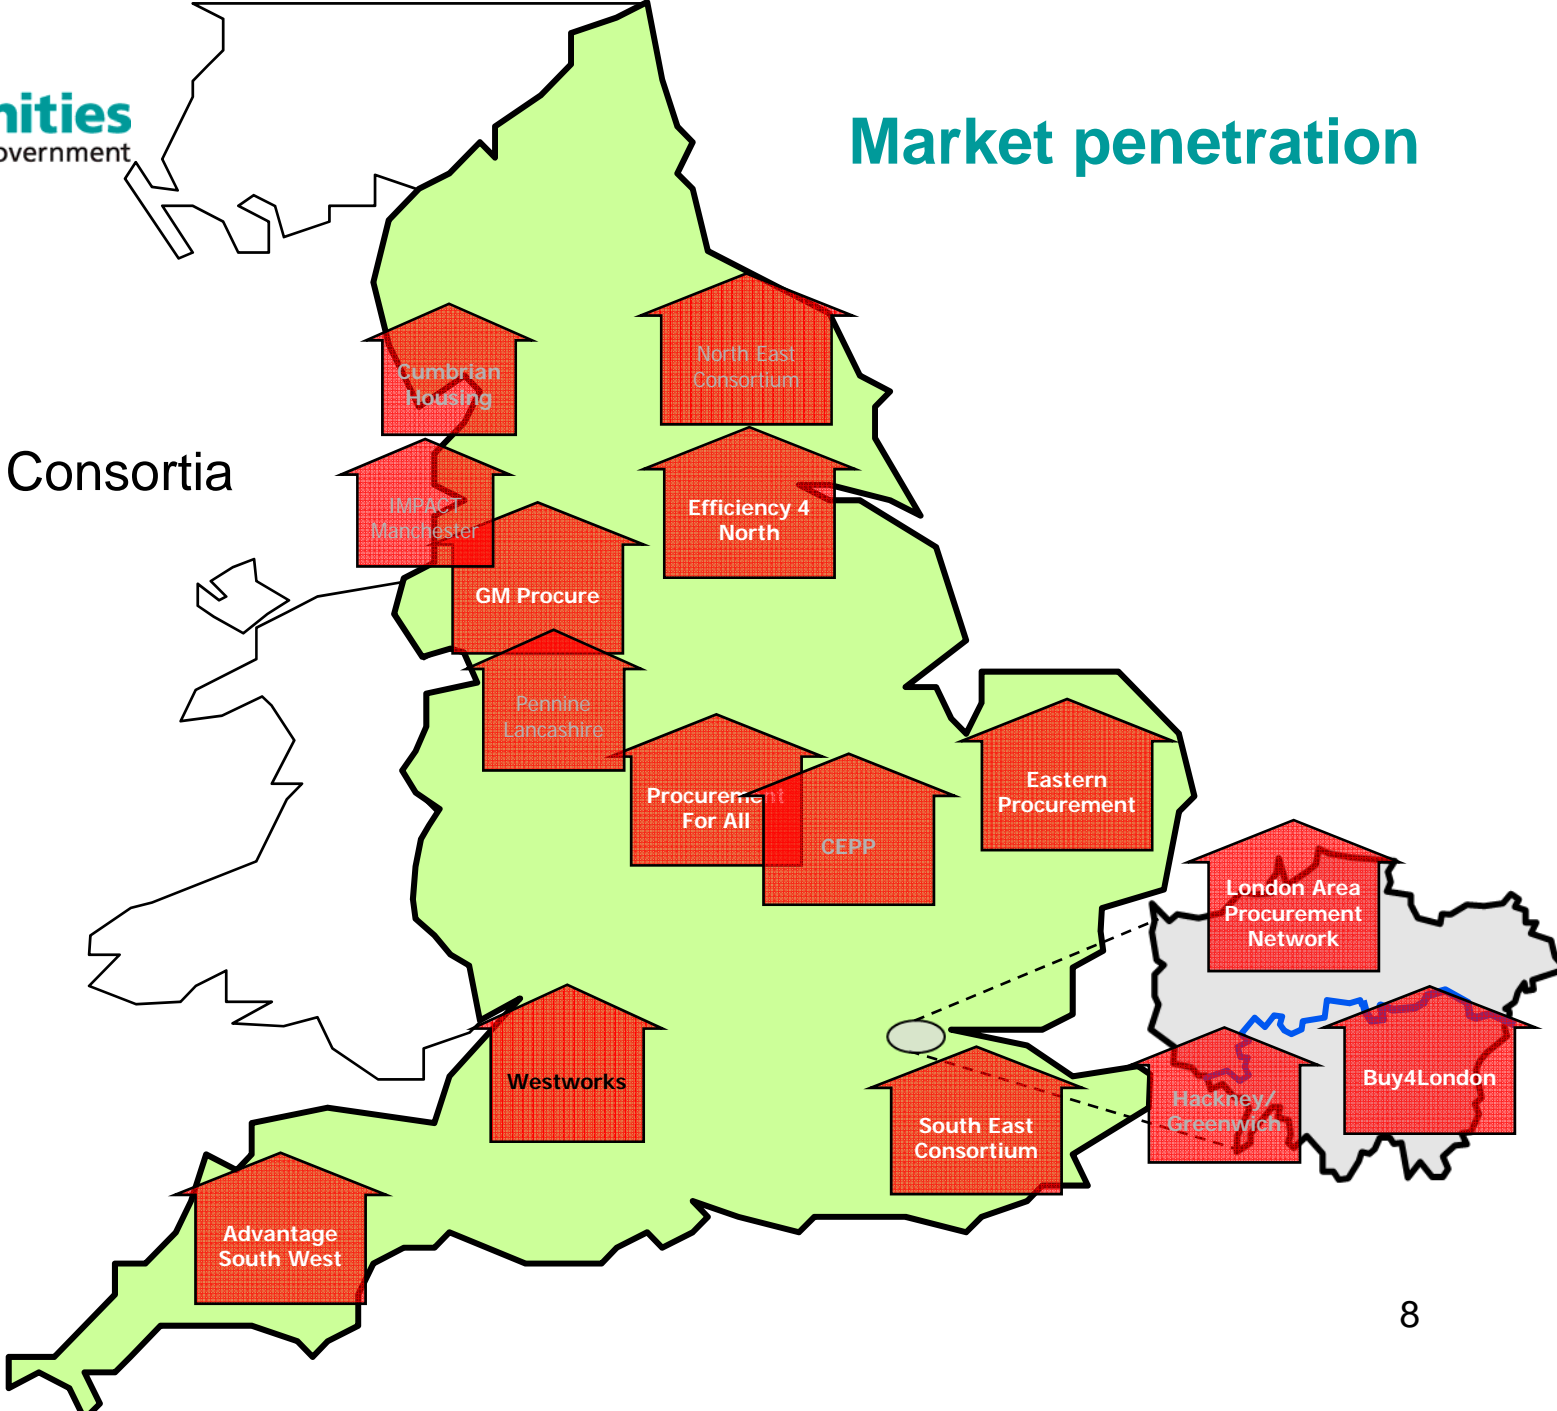 nities
overnment
Market penetration
Consortia
North East
Consortium
Cumbrian
Housing
IMPACT
Manchester
Efficiency 4
North
GM Procure
Pennine
Lancashire
Procurement
For All
CEPP
Eastern
Procurement
London Area
Procurement
Network
Westworks
Buy4London
Hackney/
Greenwich
South East
Consortium
Advantage
South West
8